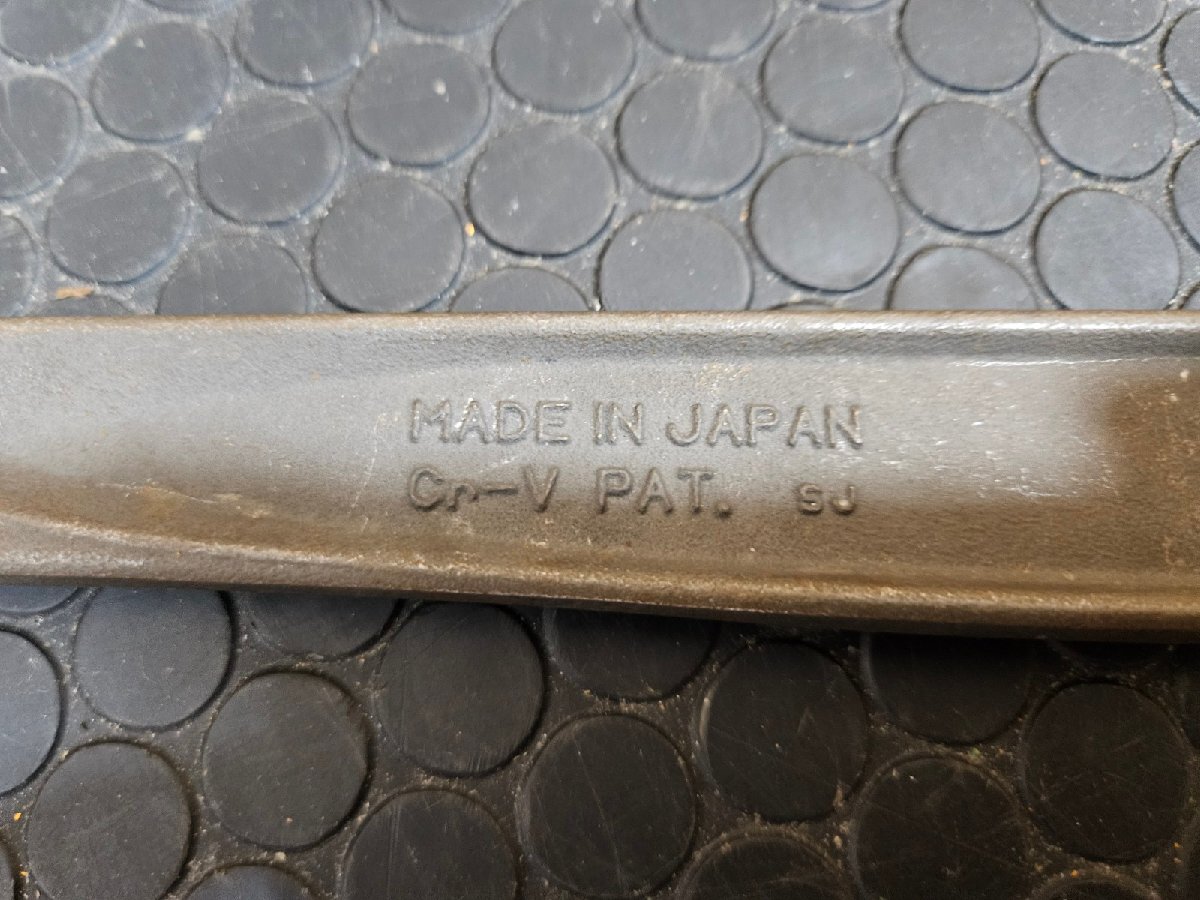 MADE IN JAPAN
Cr-V PAT. SJ